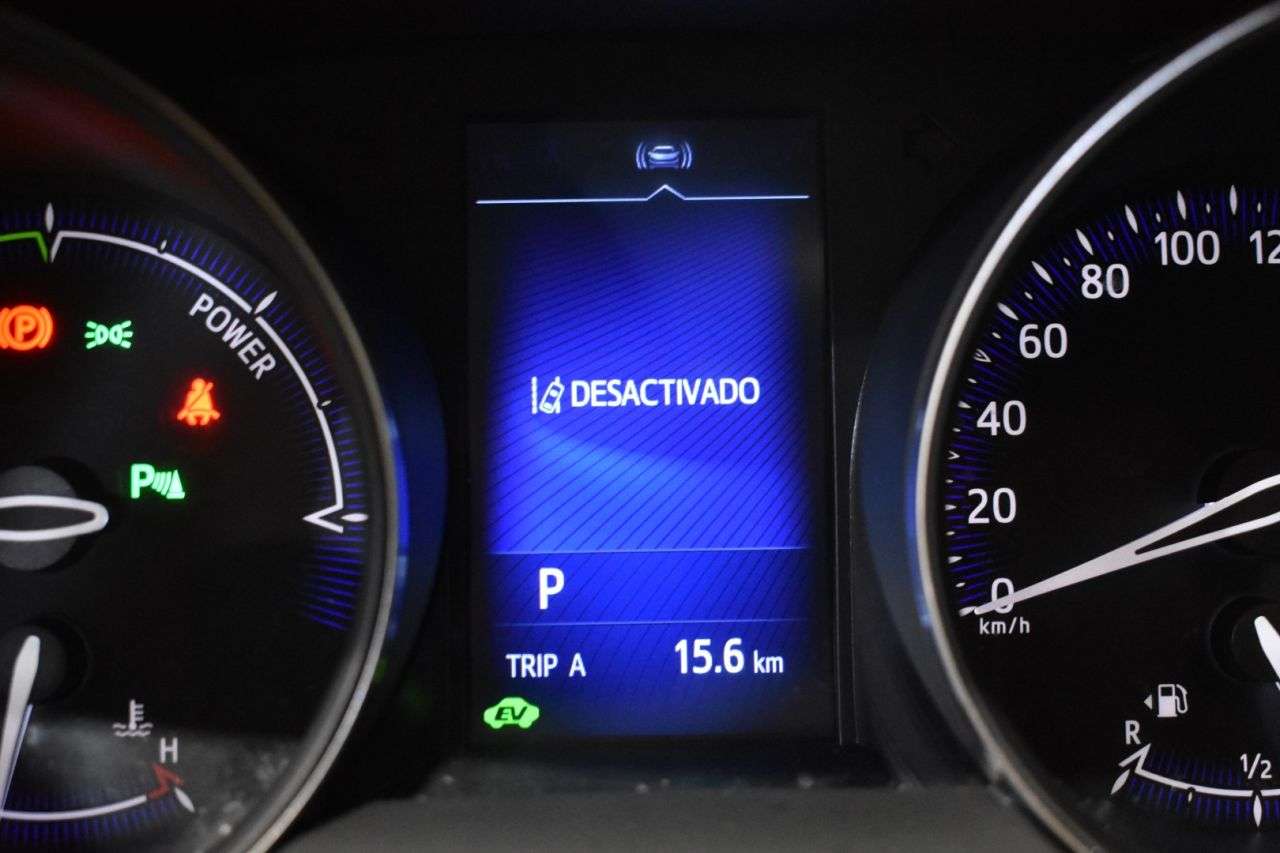 POWER
P
P
H
DESACTIVADO
P
TRIP A 15.6 km
EV
100
80
60
40
20
0
km/h
R
1/2